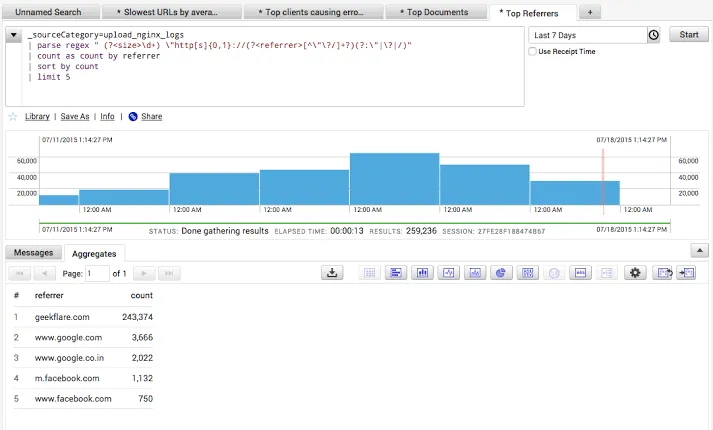 Unnamed Search * Slowest URLs by avera... * Top clients causing erro... * Top Documents * Top Referrers +
_sourceCategory=upload_nginx_logs
| parse regex " (?<size>\d+) \"http[s]{0,1}://(?<referrer>[^\"\?/]+?)(?:\"|\?|/)"
| count as count by referrer
| sort by count
| limit 5
Last 7 Days Start
Use Receipt Time
Library | Save As | Info | Share
07/11/2015 1:14:27 PM 07/18/2015 1:14:27 PM
60,000 60,000
40,000 40,000
20,000 20,000
12:00 AM 12:00 AM 12:00 AM 12:00 AM 12:00 AM 12:00 AM 12:00 AM
07/11/2015 1:14:27 PM STATUS: Done gathering results ELAPSED TIME: 00:00:13 RESULTS: 259,236 SESSION: 27FE28F188474B67 07/18/2015 1:14:27 PM
Messages Aggregates
Page: 1 of 1
# referrer count
1 geekflare.com 243,374
2 www.google.com 3,666
3 www.google.co.in 2,022
4 m.facebook.com 1,132
5 www.facebook.com 750